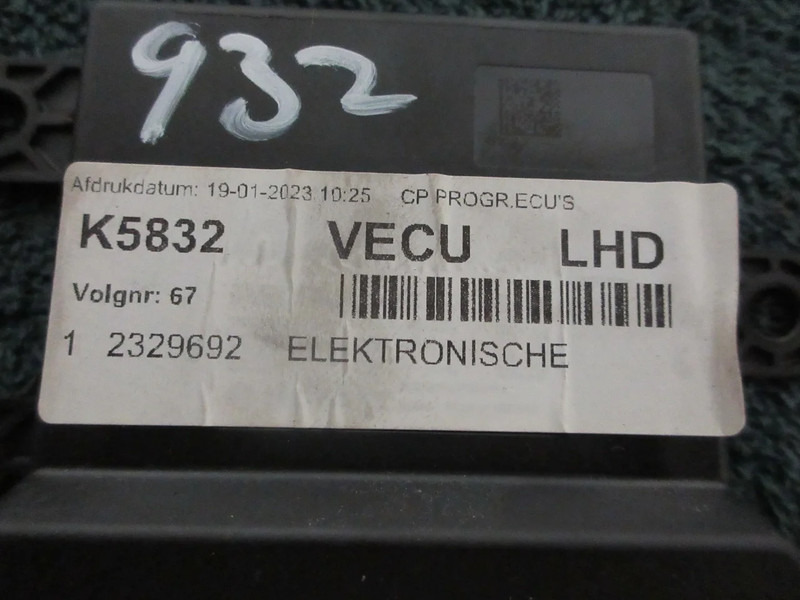 932
Afdrukdatum: 19-01-2023 10:25 CP PROGR.ECU'S
K5832 VECU LHD
Volgnr: 67
1 2329692 ELEKTRONISCHE